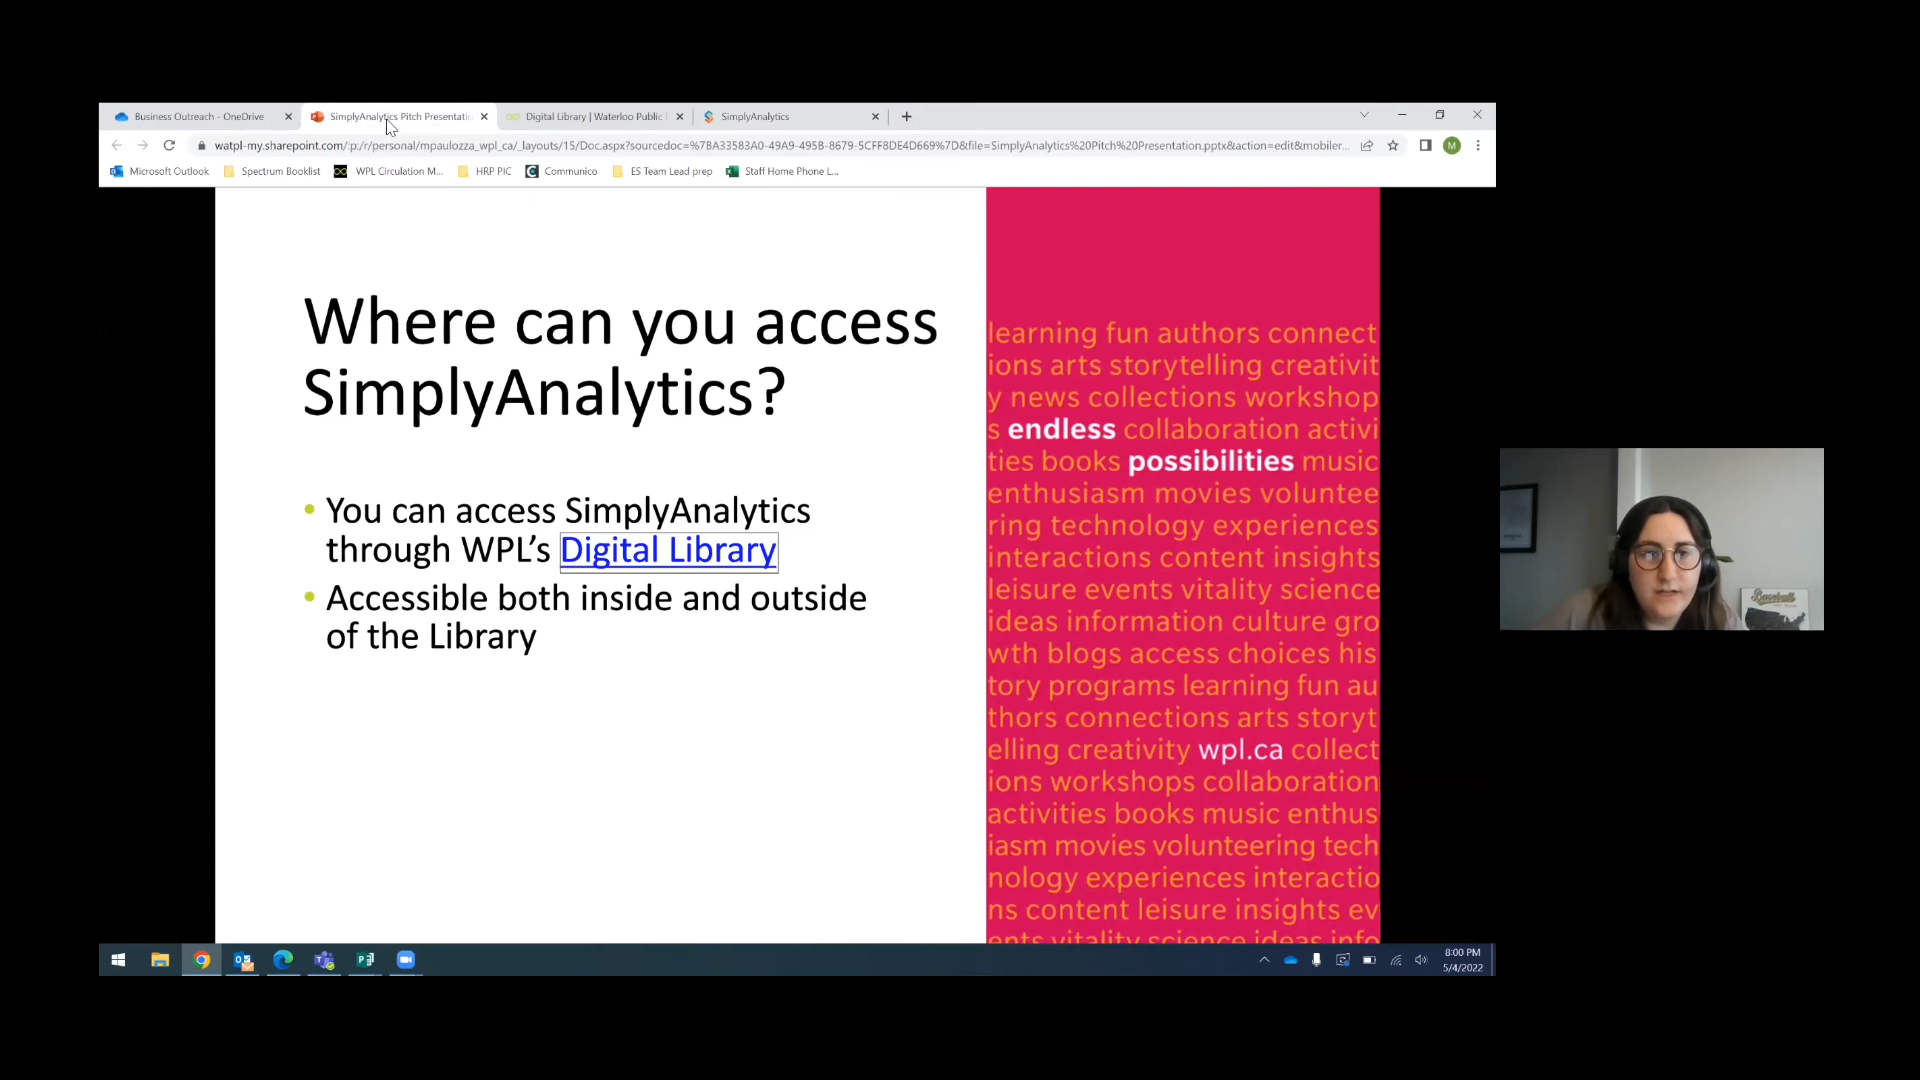 Business Outreach - OneDrive
SimplyAnalytics Pitch Presentatio
Digital Library | Waterloo Public
SimplyAnalytics
watpl-my.sharepoint.com/:p:/r/personal/mpaulozza_wpl_ca/_layouts/15/Doc.aspx?sourcedoc=%7BA33583A0-49A9-495B-8679-5CFF8DE4D669%7D&file=SimplyAnalytics%20Pitch%20Presentation.pptx&action=edit&mobiler...
M
Microsoft Outlook
Spectrum Booklist
WPL Circulation M...
HRP PIC
Communico
ES Team Lead prep
Staff Home Phone L...
Where can you access
SimplyAnalytics?
• You can access SimplyAnalytics
through WPL’s Digital Library
• Accessible both inside and outside
of the Library
learning fun authors connect
ions arts storytelling creativit
y news collections workshop
s endless collaboration activi
ties books possibilities music
enthusiasm movies voluntee
ring technology experiences
interactions content insights
leisure events vitality science
ideas information culture gro
wth blogs access choices his
tory programs learning fun au
thors connections arts storyt
elling creativity wpl.ca collect
ions workshops collaboration
activities books music enthus
iasm movies volunteering tech
nology experiences interactio
ns content leisure insights ev
ents vitality science ideas info
Baseball
8:00 PM
5/4/2022